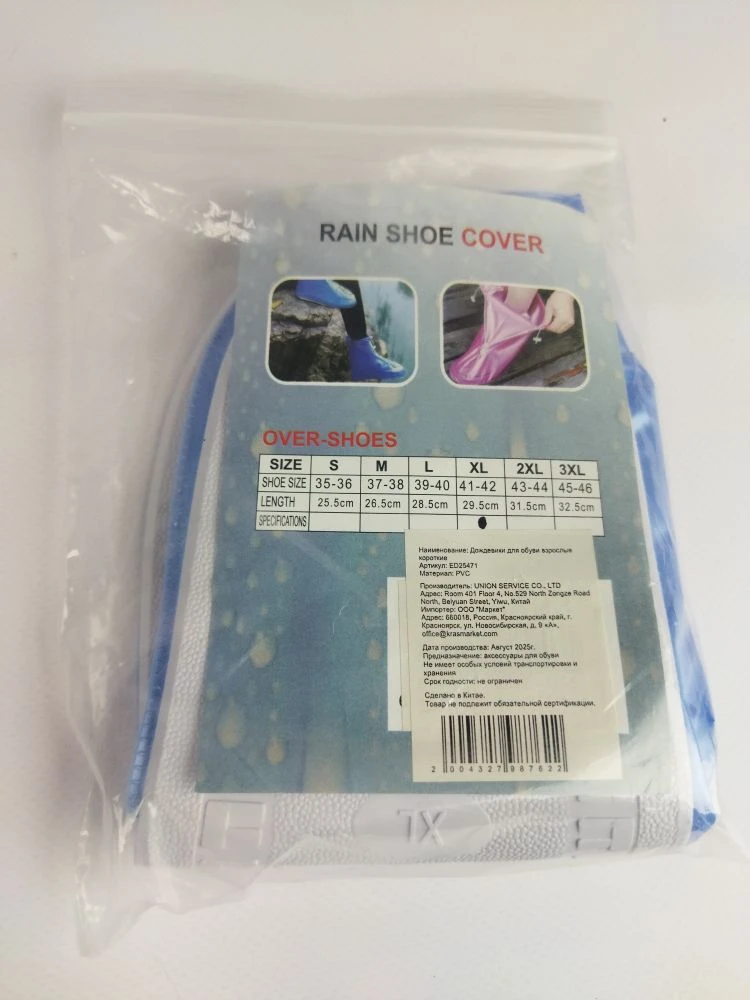 RAIN SHOE COVER
OVER-SHOES
SIZE S M L XL 2XL 3XL
SHOE SIZE 35-36 37-38 39-40 41-42 43-44 45-46
LENGTH 25.5cm 26.5cm 28.5cm 29.5cm 31.5cm 32.5cm
SPECIFICATIONS
Наименование: Дождевики для обуви взрослые
короткие
Артикул: ED25471
Материал: PVC
Производитель: UNION SERVICE CO., LTD
Адрес: Room 401 Floor 4, No.529 North Zongze Road
North, Beiyuan Street, Yiwu, Китай
Импортер: ООО "Маркет"
Адрес: 660018, Россия, Красноярский край, г.
Красноярск, ул. Новосибирская, д. 9 «А»,
office@krasmarket.com
Дата производства: Август 2025г.
Предназначение: аксессуары для обуви
Не имеет особых условий транспортировки и
хранения
Срок годности: не ограничен
Сделано в Китае.
Товар не подлежит обязательной сертификации.
2 004327 987622
XL